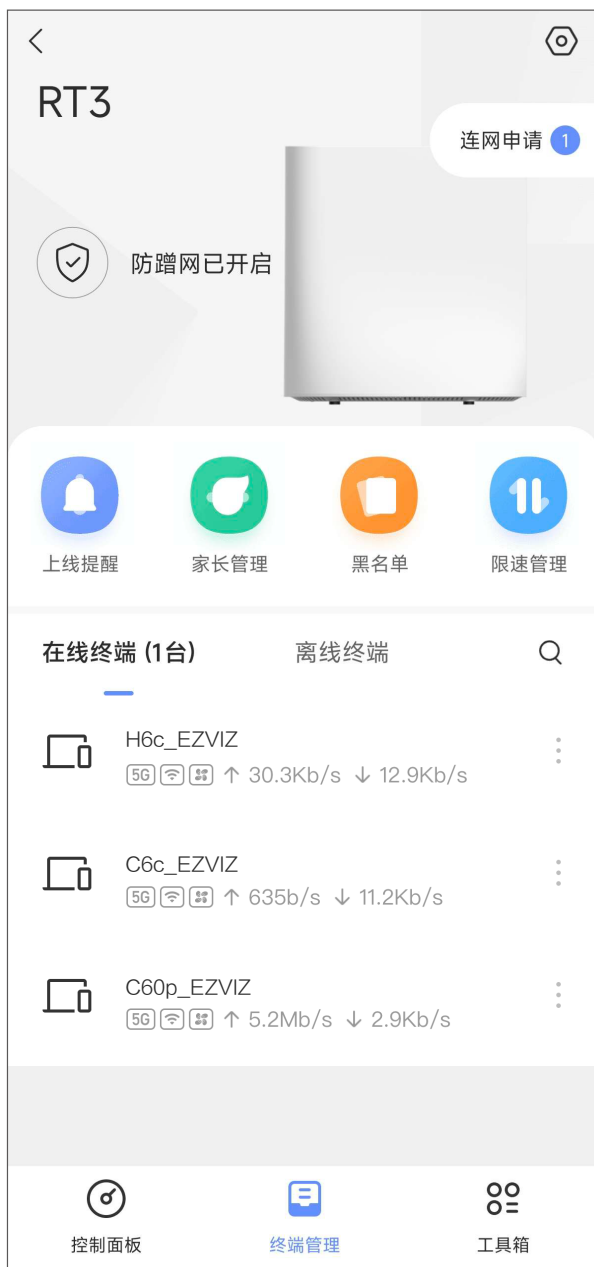 RT3
连网申请 1
防蹭网已开启
上线提醒 家长管理 黑名单 限速管理
在线终端 (1台) 离线终端
H6c_EZVIZ
5G ↑ 30.3Kb/s ↓ 12.9Kb/s
C6c_EZVIZ
5G ↑ 635b/s ↓ 11.2Kb/s
C60p_EZVIZ
5G ↑ 5.2Mb/s ↓ 2.9Kb/s
控制面板 终端管理 工具箱